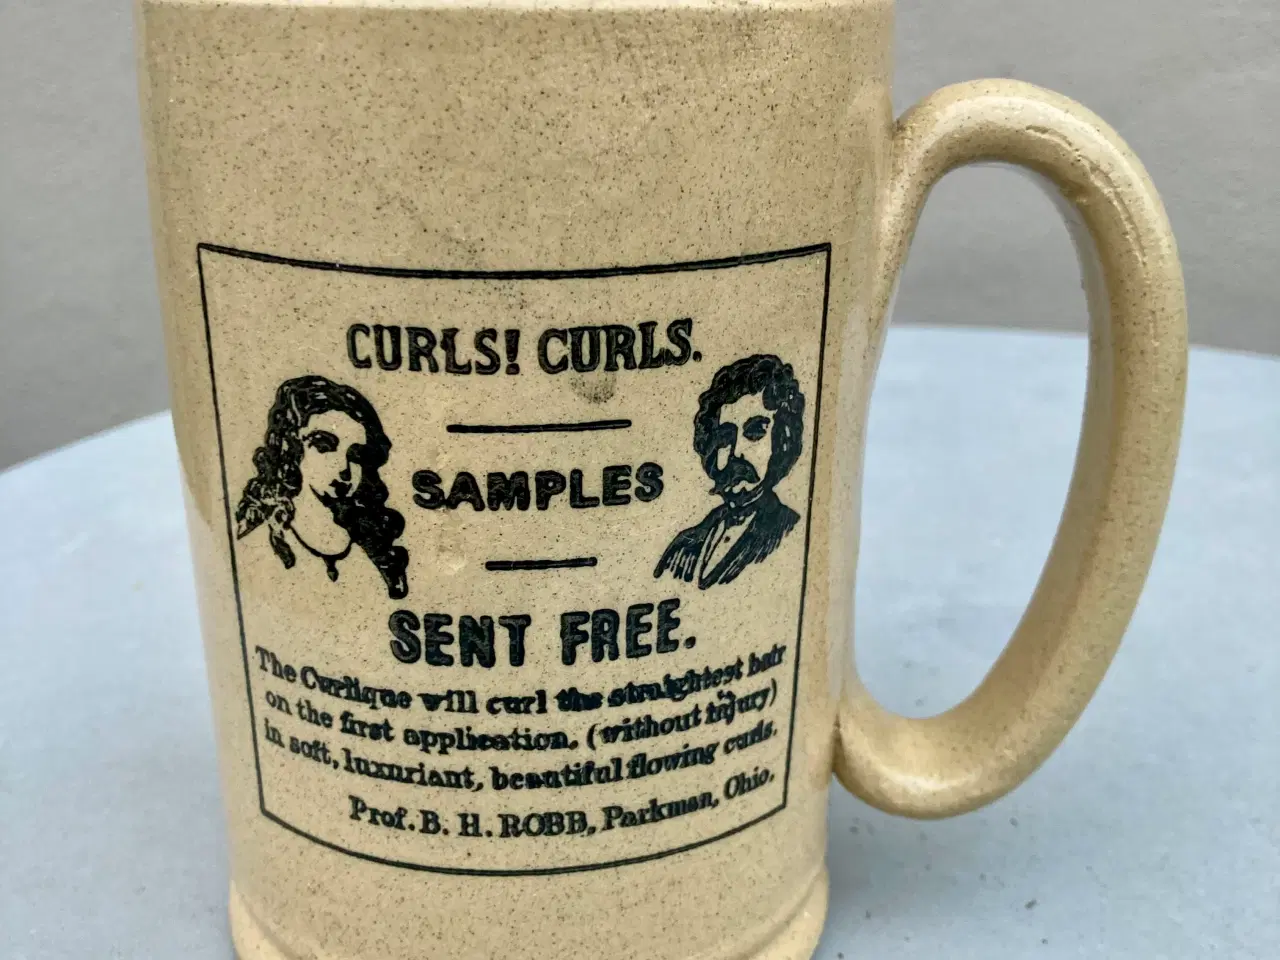 CURLS! CURLS.
SAMPLES
SENT FREE.
The Curlique will curl the straightest hair
on the first application, (without injury)
in soft, luxuriant, beautiful flowing curls.
Prof. B. H. ROBB, Parkman, Ohio.